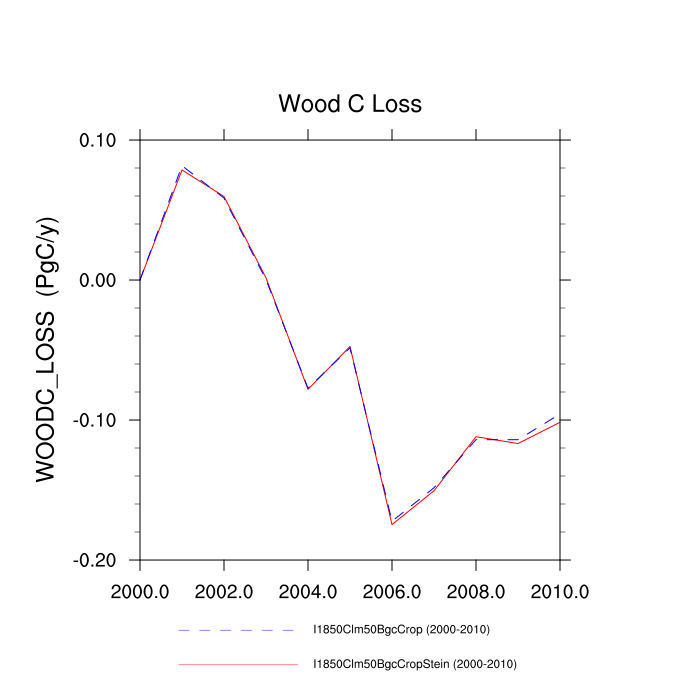 Wood C Loss
WOODC_LOSS (PgC/y)
0.10
0.00
-0.10
-0.20
2000.0 2002.0 2004.0 2006.0 2008.0 2010.0
I1850Clm50BgcCrop (2000-2010)
I1850Clm50BgcCropStein (2000-2010)